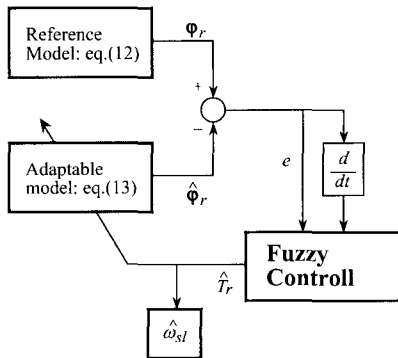 Reference
Model: eq.(12)
φ_r
+
−
Adaptable
model: eq.(13)
φ̂_r
e
d
dt
Fuzzy
Controll
T̂_r
ω̂_sl